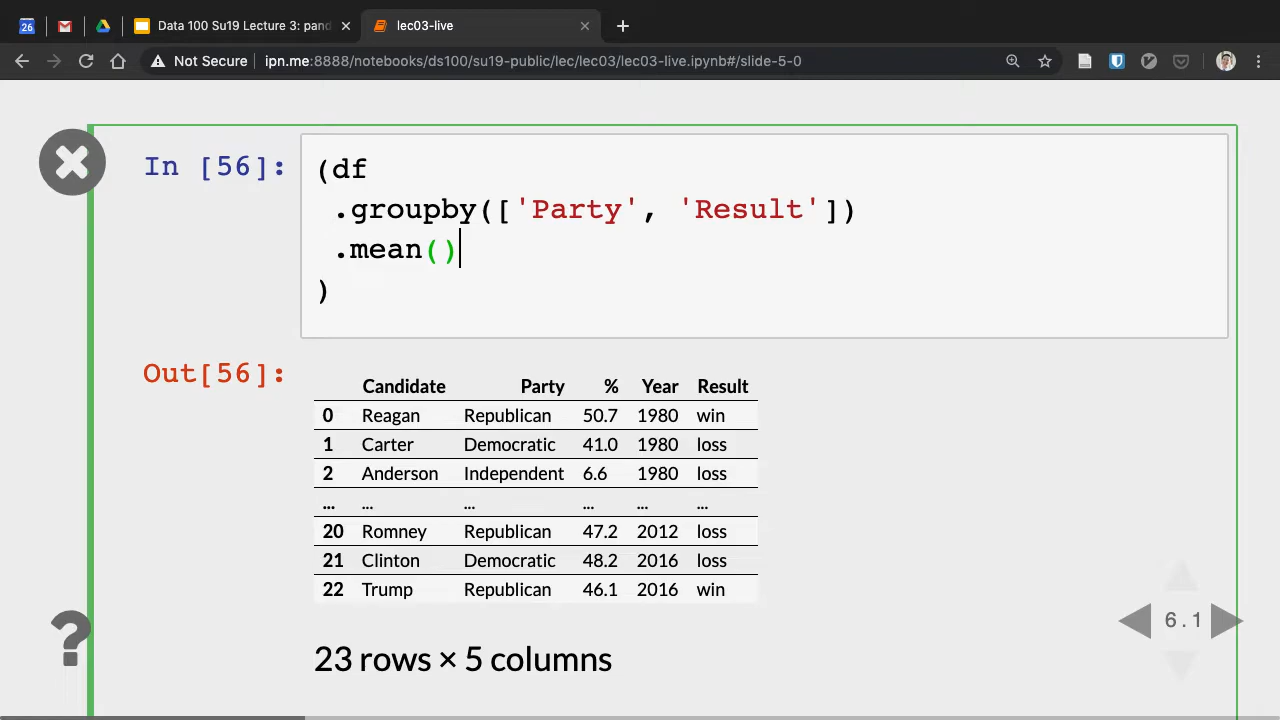 26
Data 100 Su19 Lecture 3: pand
lec03-live
Not Secure
ipn.me:8888/notebooks/ds100/su19-public/lec/lec03/lec03-live.ipynb#/slide-5-0
In [56]:
(df
.groupby(['Party', 'Result'])
.mean()
)
Out[56]:
Candidate Party % Year Result
0 Reagan Republican 50.7 1980 win
1 Carter Democratic 41.0 1980 loss
2 Anderson Independent 6.6 1980 loss
... ... ... ... ... ...
20 Romney Republican 47.2 2012 loss
21 Clinton Democratic 48.2 2016 loss
22 Trump Republican 46.1 2016 win
23 rows × 5 columns
?
6.1